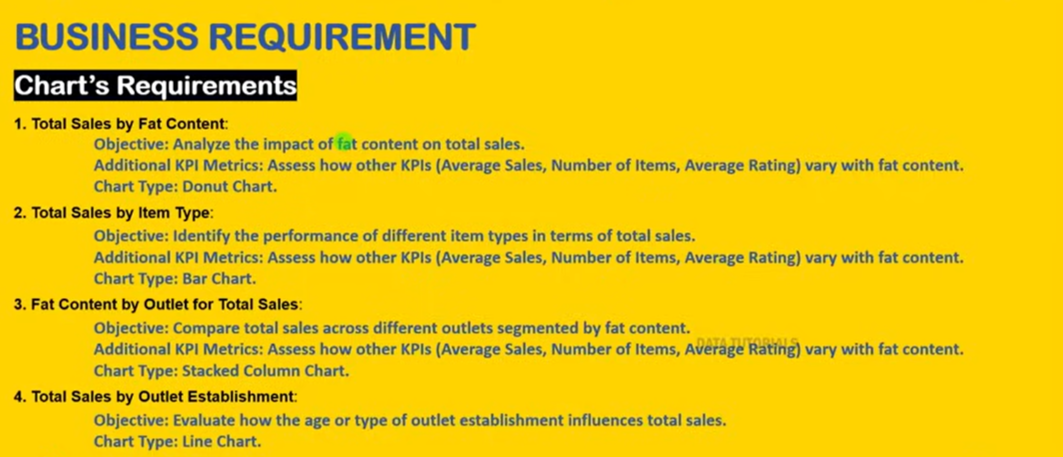 BUSINESS REQUIREMENT
Chart's Requirements
1. Total Sales by Fat Content:
Objective: Analyze the impact of fat content on total sales.
Additional KPI Metrics: Assess how other KPIs (Average Sales, Number of Items, Average Rating) vary with fat content.
Chart Type: Donut Chart.
2. Total Sales by Item Type:
Objective: Identify the performance of different item types in terms of total sales.
Additional KPI Metrics: Assess how other KPIs (Average Sales, Number of Items, Average Rating) vary with fat content.
Chart Type: Bar Chart.
3. Fat Content by Outlet for Total Sales:
Objective: Compare total sales across different outlets segmented by fat content.
DATA TUTORIALS
Additional KPI Metrics: Assess how other KPIs (Average Sales, Number of Items, Average Rating) vary with fat content.
Chart Type: Stacked Column Chart.
4. Total Sales by Outlet Establishment:
Objective: Evaluate how the age or type of outlet establishment influences total sales.
Chart Type: Line Chart.